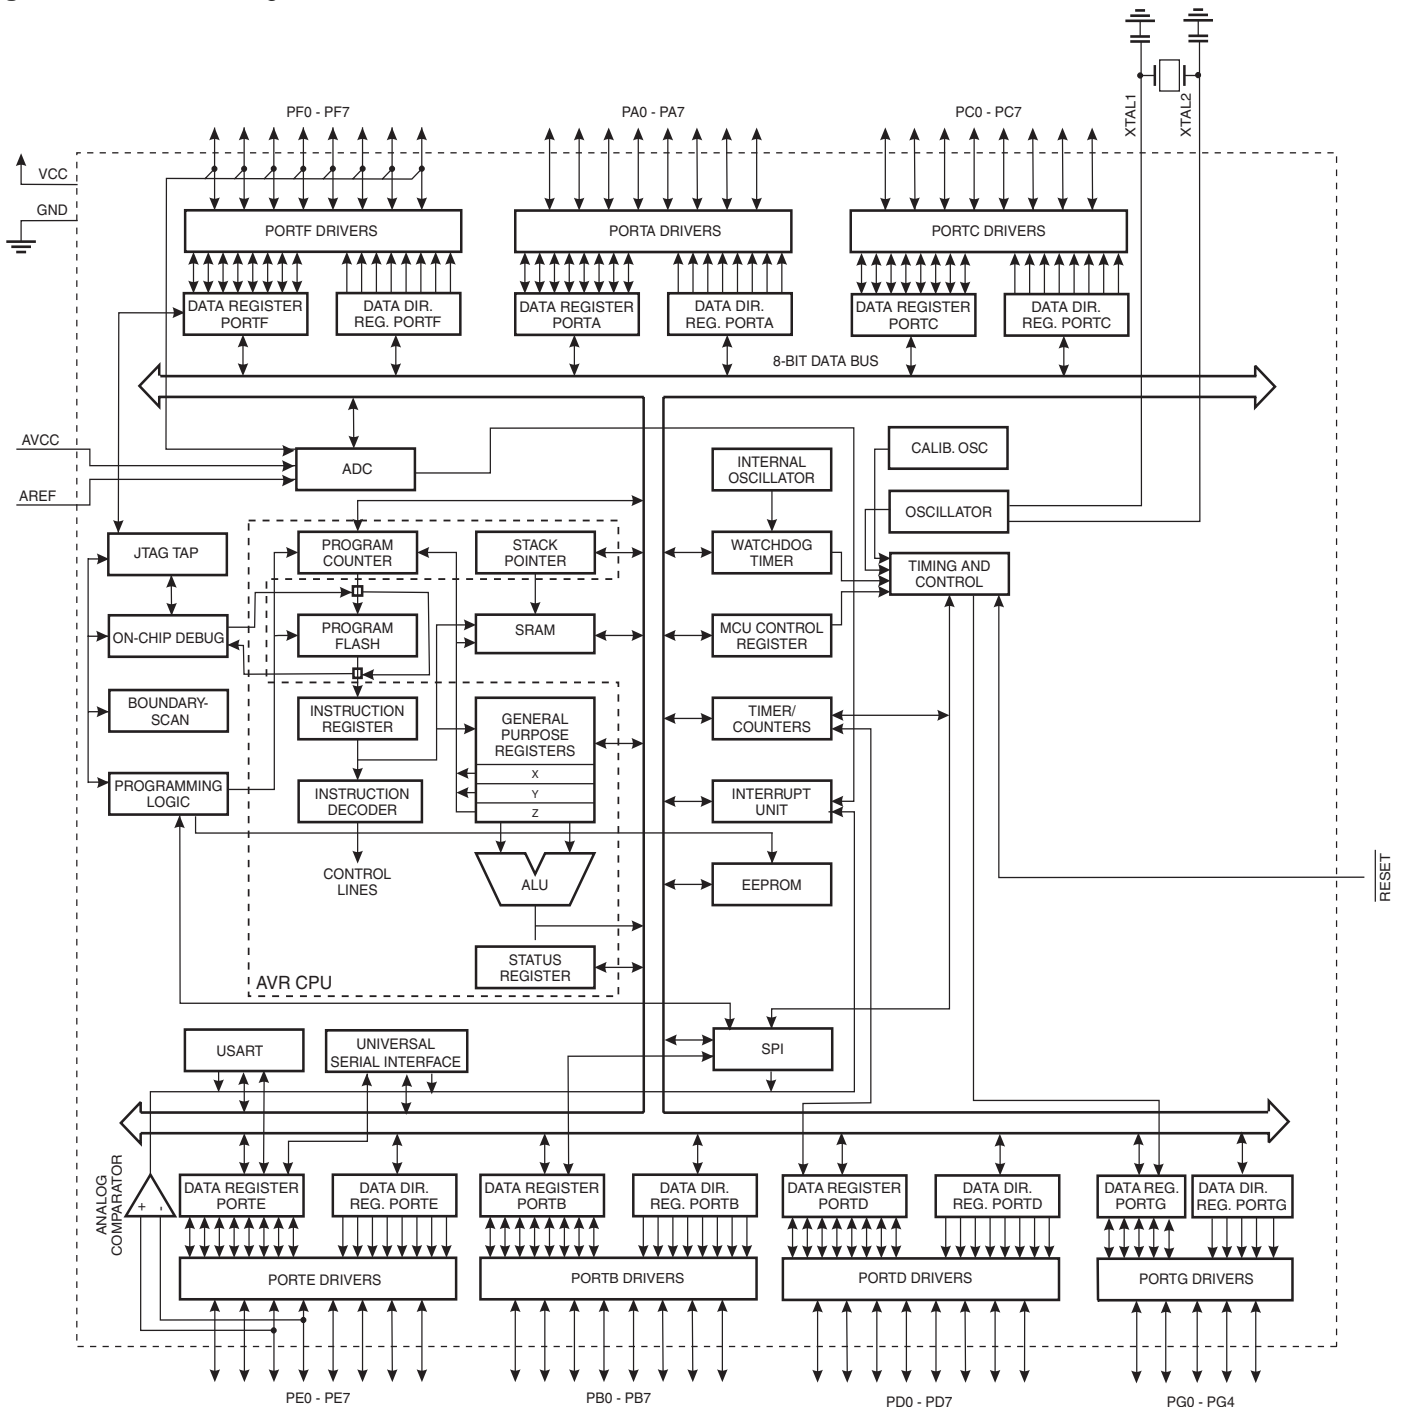 XTAL1
XTAL2
PF0 - PF7
PA0 - PA7
PC0 - PC7
VCC
GND
PORTF DRIVERS
PORTA DRIVERS
PORTC DRIVERS
DATA REGISTER
PORTF
DATA DIR.
REG. PORTF
DATA REGISTER
PORTA
DATA DIR.
REG. PORTA
DATA REGISTER
PORTC
DATA DIR.
REG. PORTC
8-BIT DATA BUS
AVCC
AREF
ADC
INTERNAL
OSCILLATOR
CALIB. OSC
OSCILLATOR
JTAG TAP
PROGRAM
COUNTER
STACK
POINTER
WATCHDOG
TIMER
TIMING AND
CONTROL
ON-CHIP DEBUG
PROGRAM
FLASH
SRAM
MCU CONTROL
REGISTER
BOUNDARY-
SCAN
INSTRUCTION
REGISTER
GENERAL
PURPOSE
REGISTERS
X
Y
Z
TIMER/
COUNTERS
PROGRAMMING
LOGIC
INSTRUCTION
DECODER
INTERRUPT
UNIT
CONTROL
LINES
ALU
EEPROM
RESET
STATUS
REGISTER
AVR CPU
USART
UNIVERSAL
SERIAL INTERFACE
SPI
ANALOG
COMPARATOR
+
-
DATA REGISTER
PORTE
DATA DIR.
REG. PORTE
DATA REGISTER
PORTB
DATA DIR.
REG. PORTB
DATA REGISTER
PORTD
DATA DIR.
REG. PORTD
DATA REG.
PORTG
DATA DIR.
REG. PORTG
PORTE DRIVERS
PORTB DRIVERS
PORTD DRIVERS
PORTG DRIVERS
PE0 - PE7
PB0 - PB7
PD0 - PD7
PG0 - PG4